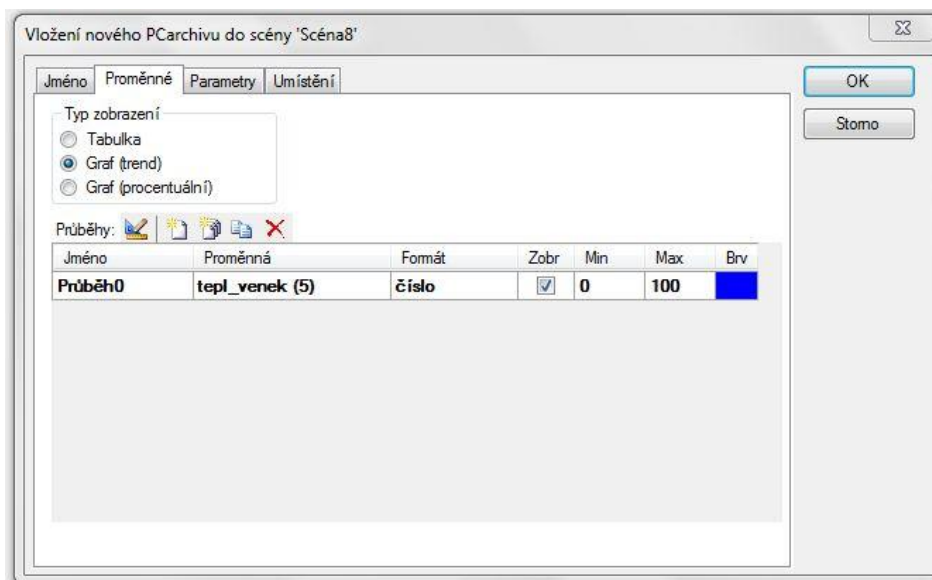 Vložení nového PCarchivu do scény 'Scéna8'
Jméno Proměnné Parametry Umístění
OK
Storno
Typ zobrazení
Tabulka
Graf (trend)
Graf (procentuální)
Průběhy:
Jméno Proměnná Formát Zobr Min Max Brv
Průběh0 tepl_venek (5) číslo 0 100